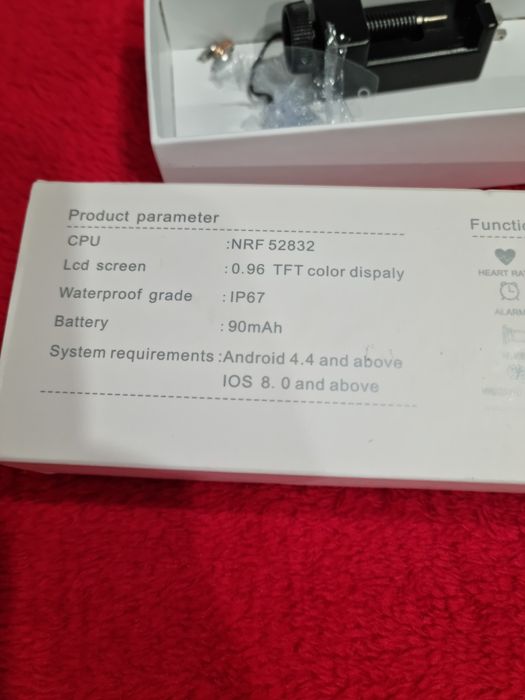 Product parameter
CPU :NRF 52832
Lcd screen :0.96 TFT color dispaly
Waterproof grade :IP67
Battery :90mAh
System requirements :Android 4.4 and above
IOS 8.0 and above
Functi
HEART RA
ALARM